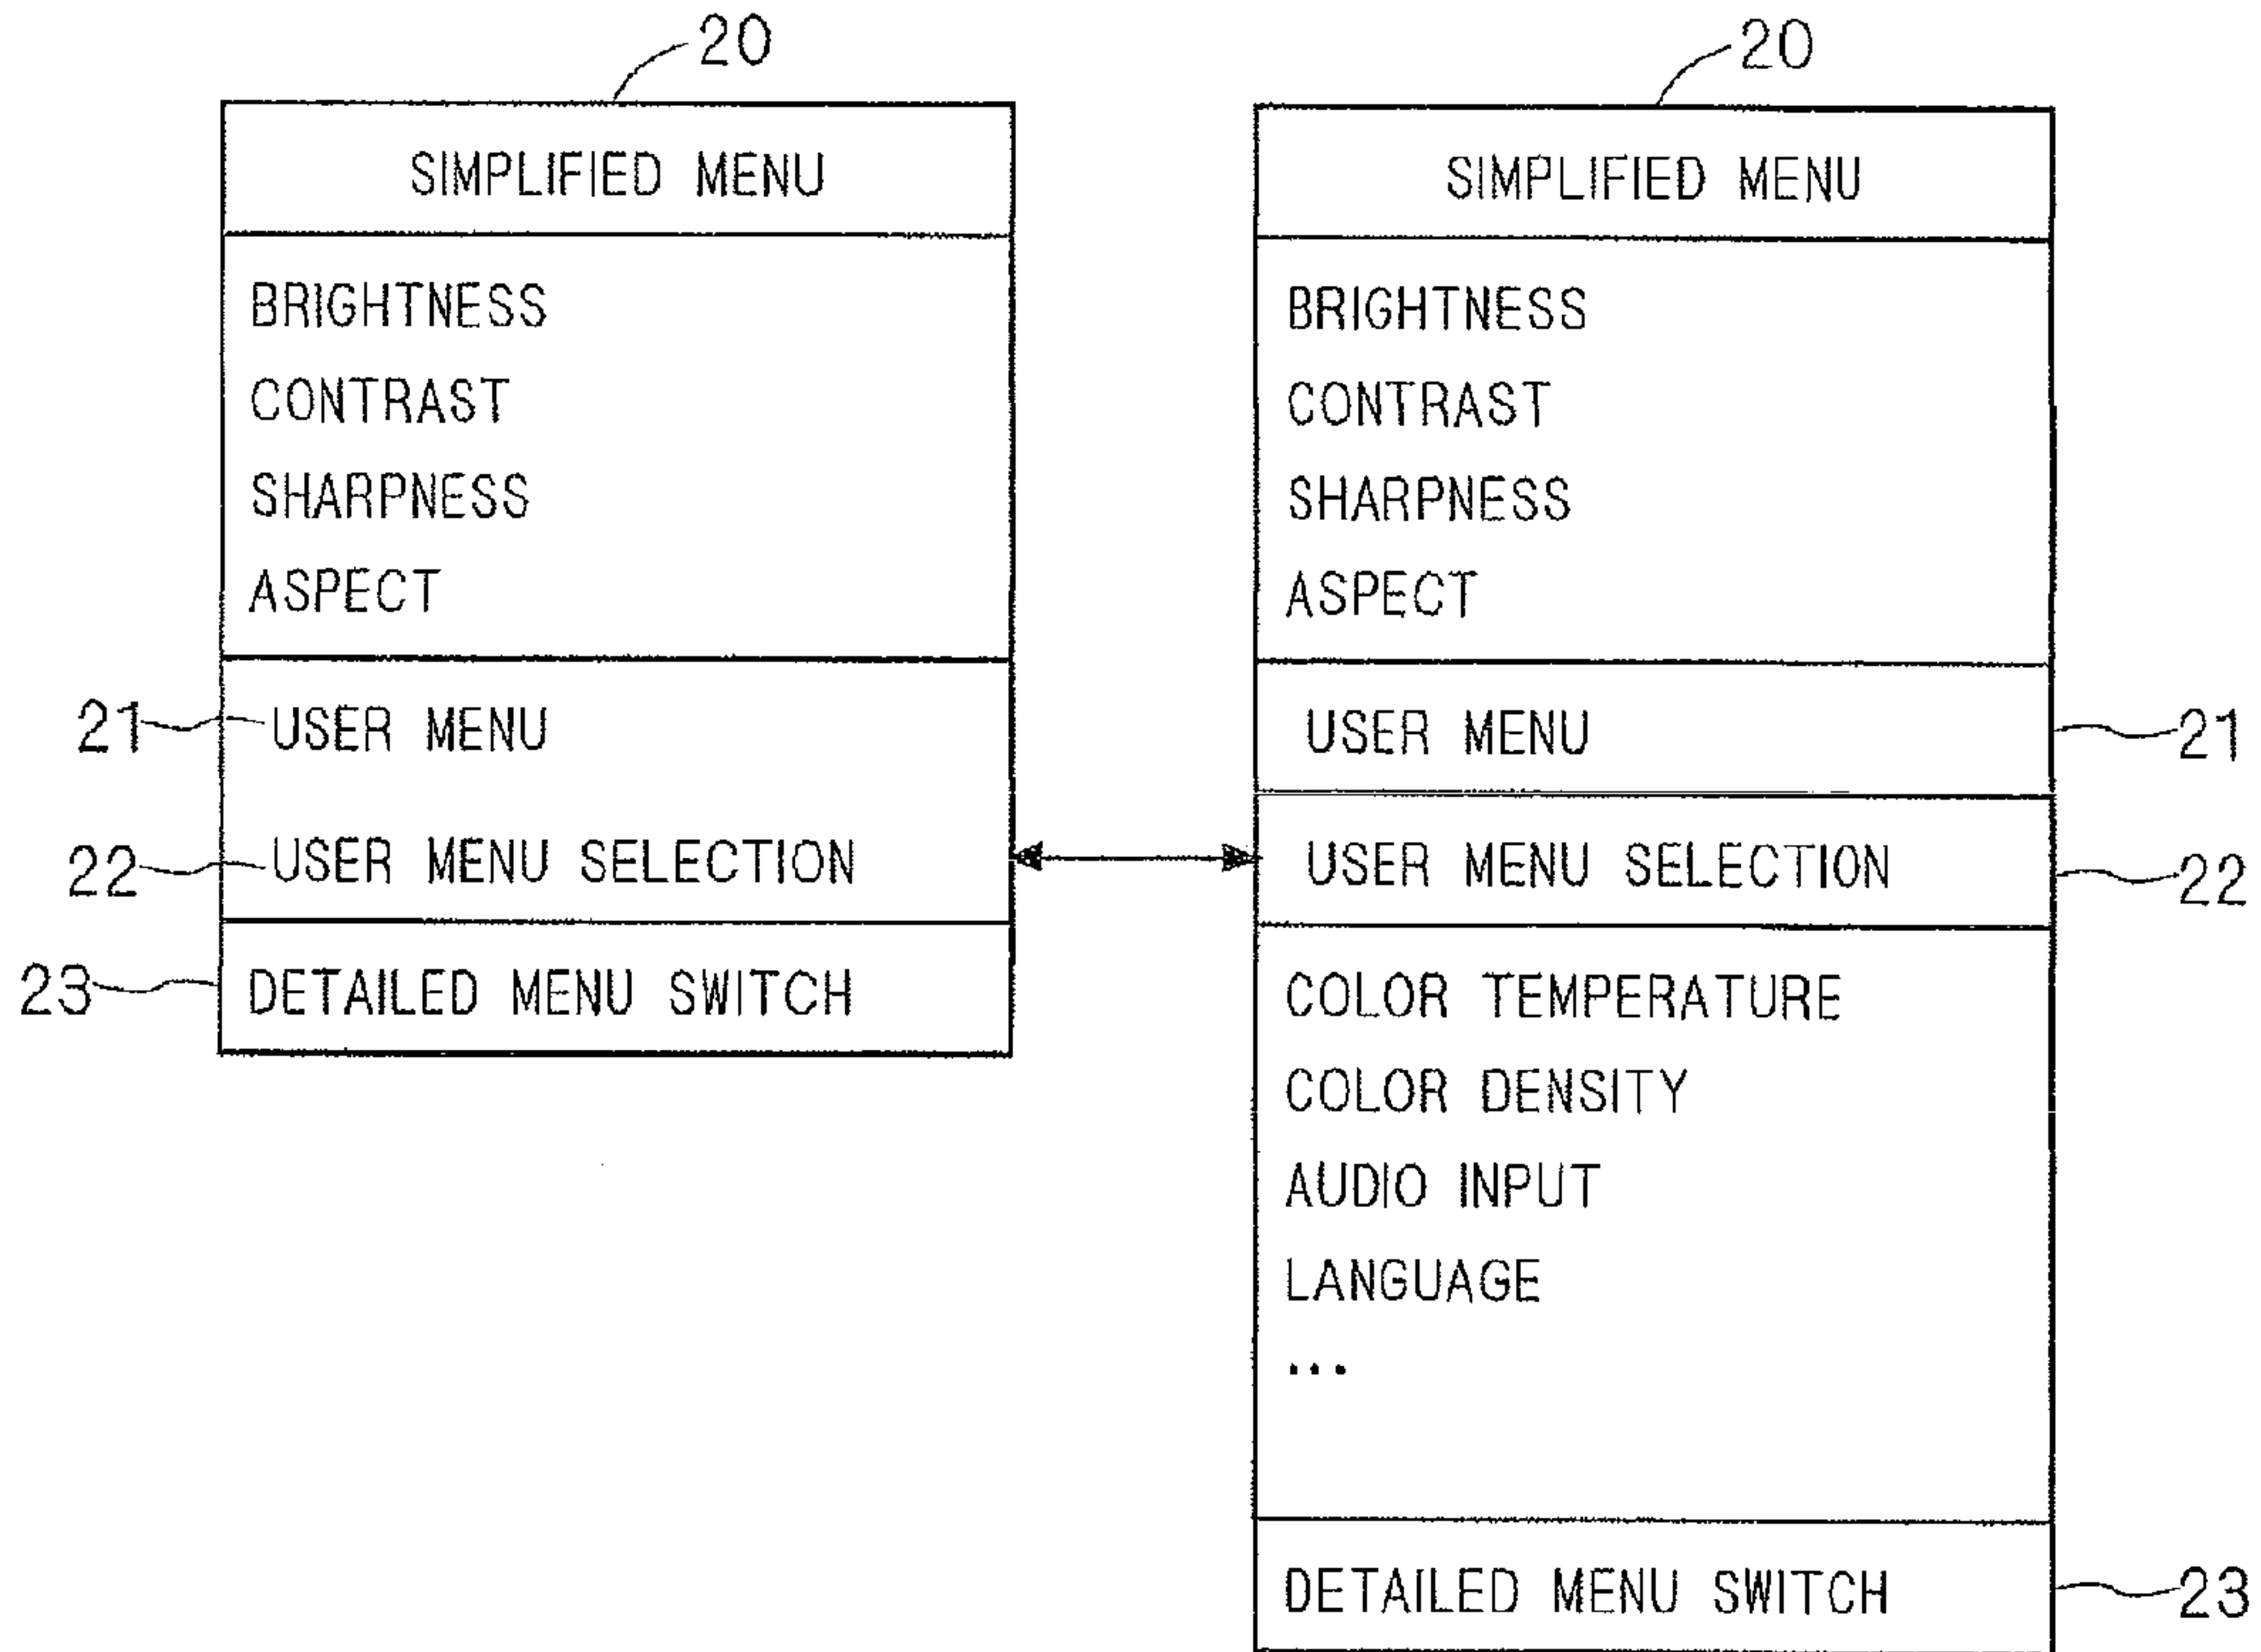 20
SIMPLIFIED MENU
BRIGHTNESS
CONTRAST
SHARPNESS
ASPECT
21 USER MENU
22 USER MENU SELECTION
23 DETAILED MENU SWITCH
20
SIMPLIFIED MENU
BRIGHTNESS
CONTRAST
SHARPNESS
ASPECT
USER MENU 21
USER MENU SELECTION 22
COLOR TEMPERATURE
COLOR DENSITY
AUDIO INPUT
LANGUAGE
...
DETAILED MENU SWITCH 23